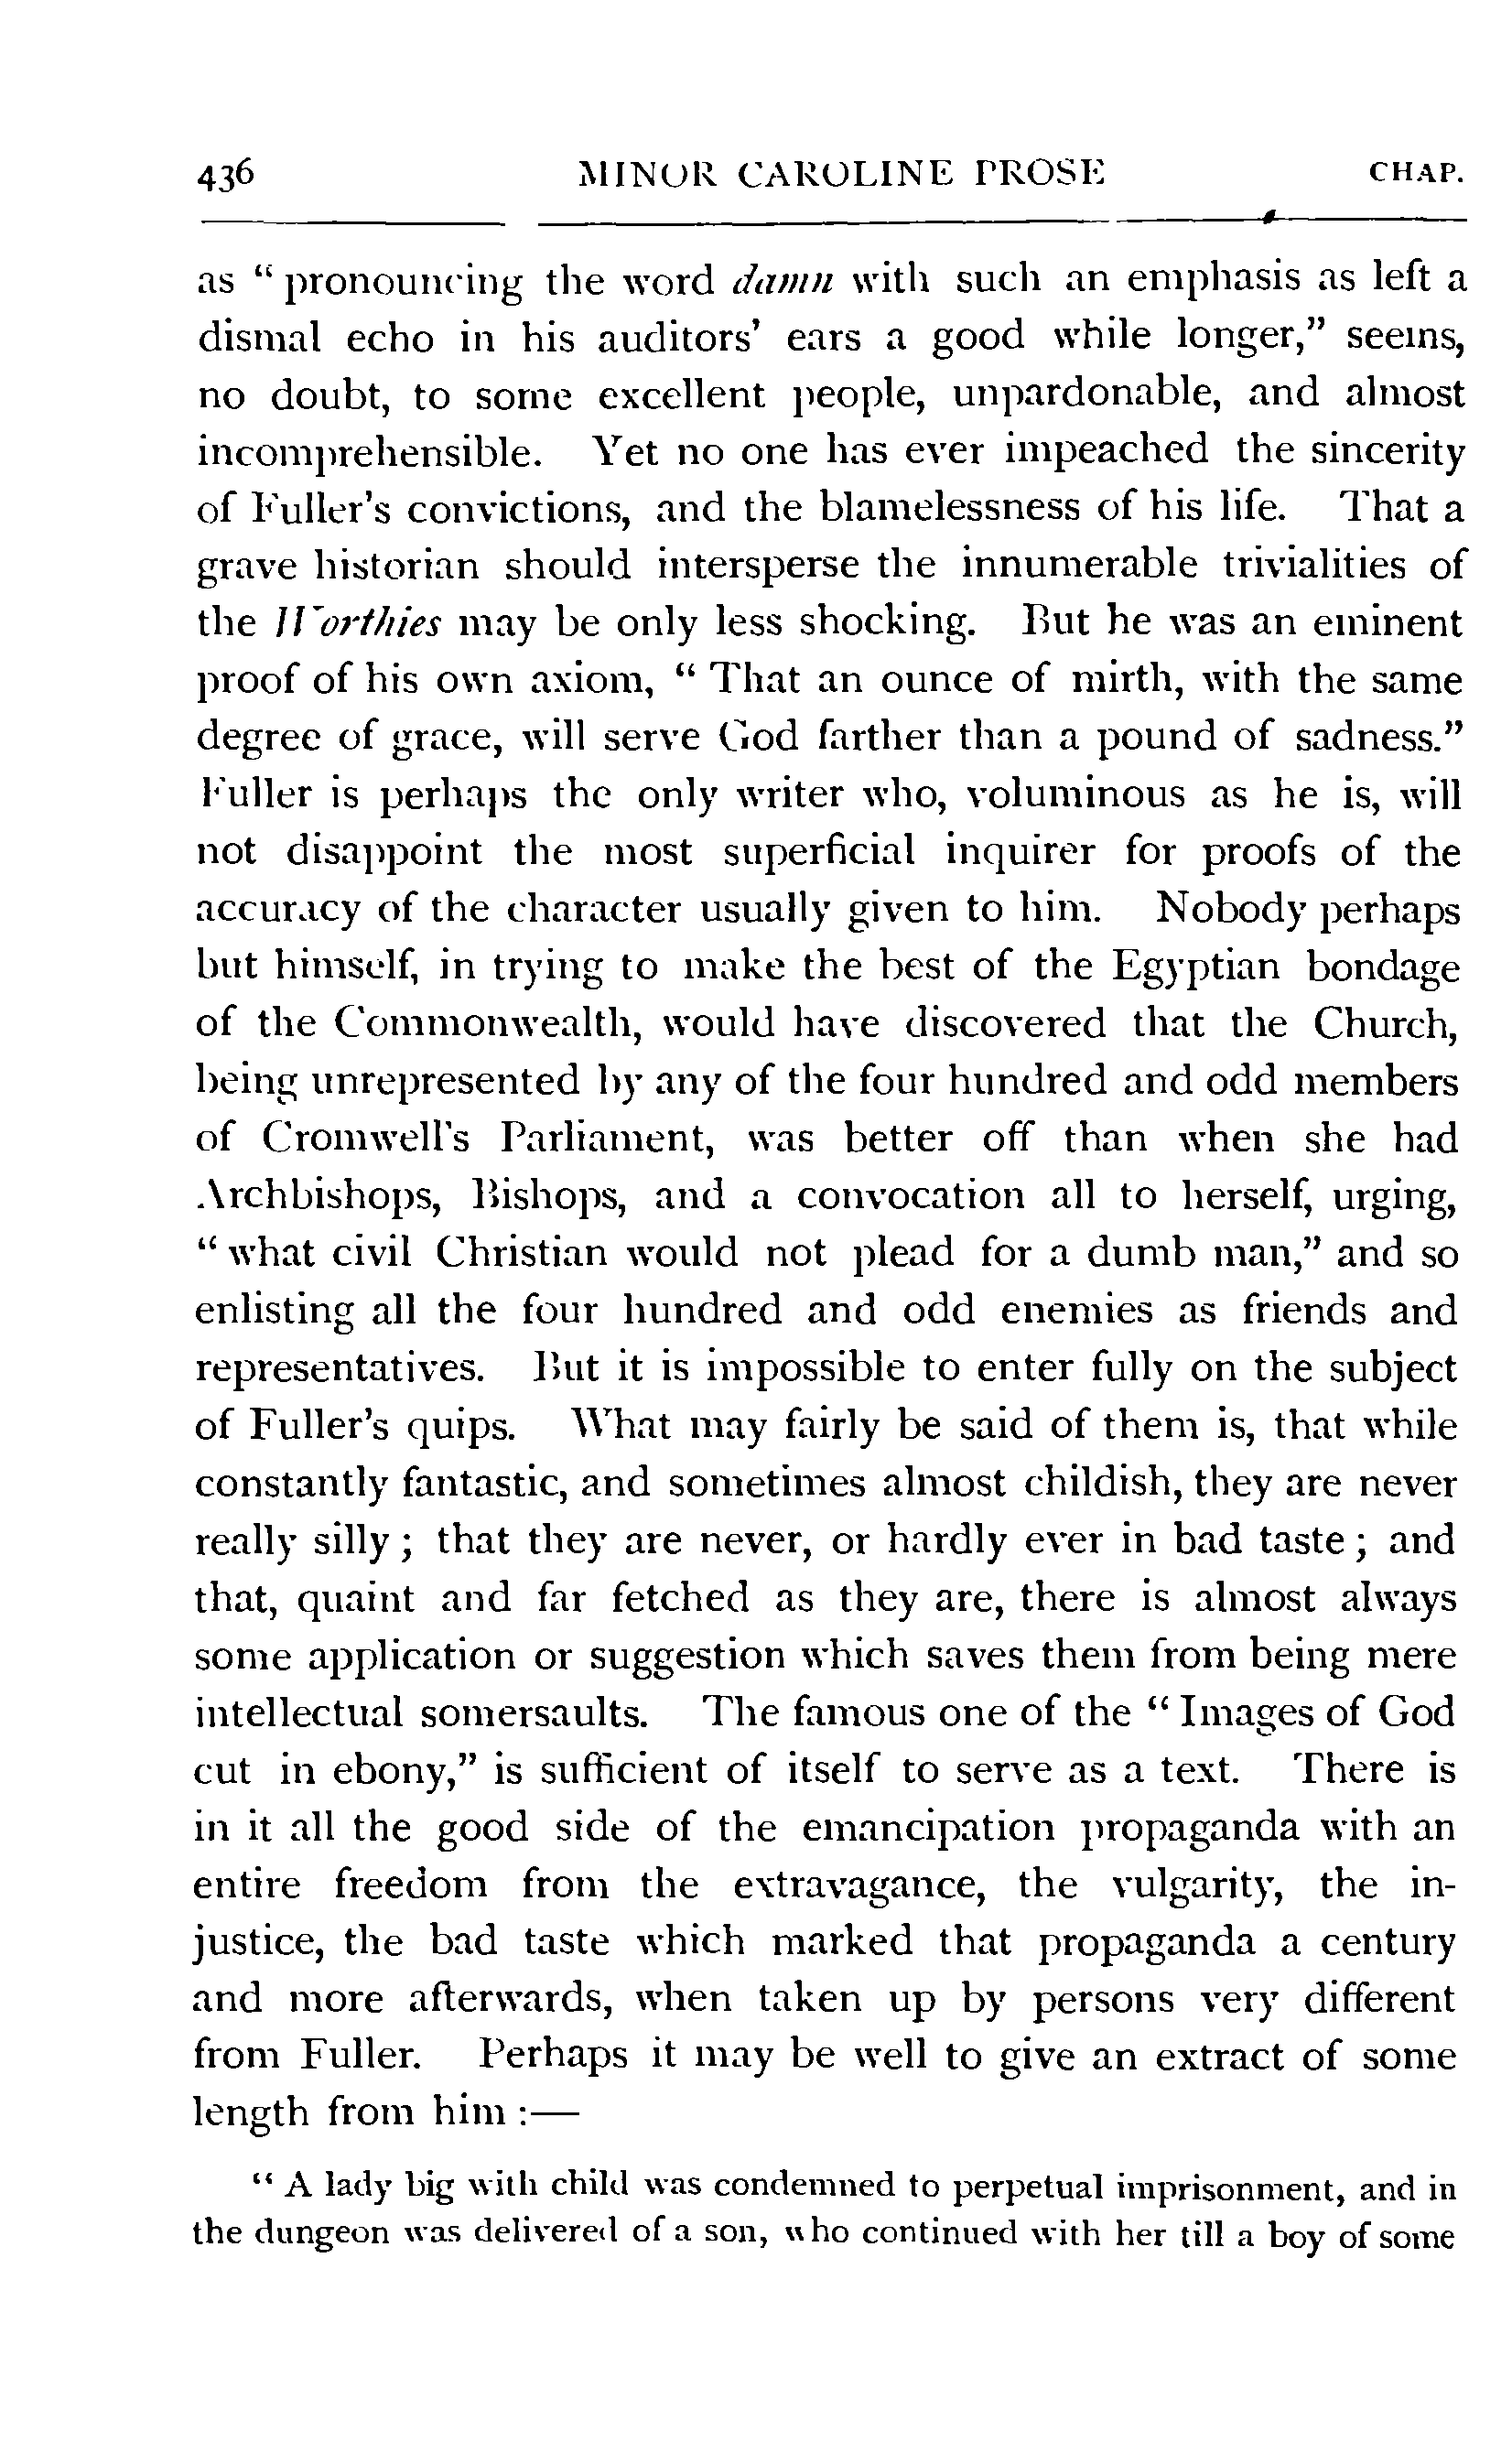 436 MINOR CAROLINE PROSE CHAP.
as “pronouncing the word damn with such an emphasis as left a
dismal echo in his auditors’ ears a good while longer,” seems,
no doubt, to some excellent people, unpardonable, and almost
incomprehensible. Yet no one has ever impeached the sincerity
of Fuller’s convictions, and the blamelessness of his life. That a
grave historian should intersperse the innumerable trivialities of
the Worthies may be only less shocking. But he was an eminent
proof of his own axiom, “That an ounce of mirth, with the same
degree of grace, will serve God farther than a pound of sadness.”
Fuller is perhaps the only writer who, voluminous as he is, will
not disappoint the most superficial inquirer for proofs of the
accuracy of the character usually given to him. Nobody perhaps
but himself, in trying to make the best of the Egyptian bondage
of the Commonwealth, would have discovered that the Church,
being unrepresented by any of the four hundred and odd members
of Cromwell’s Parliament, was better off than when she had
Archbishops, Bishops, and a convocation all to herself, urging,
“what civil Christian would not plead for a dumb man,” and so
enlisting all the four hundred and odd enemies as friends and
representatives. But it is impossible to enter fully on the subject
of Fuller’s quips. What may fairly be said of them is, that while
constantly fantastic, and sometimes almost childish, they are never
really silly; that they are never, or hardly ever in bad taste; and
that, quaint and far fetched as they are, there is almost always
some application or suggestion which saves them from being mere
intellectual somersaults. The famous one of the “Images of God
cut in ebony,” is sufficient of itself to serve as a text. There is
in it all the good side of the emancipation propaganda with an
entire freedom from the extravagance, the vulgarity, the in-
justice, the bad taste which marked that propaganda a century
and more afterwards, when taken up by persons very different
from Fuller. Perhaps it may be well to give an extract of some
length from him:—
“A lady big with child was condemned to perpetual imprisonment, and in
the dungeon was delivered of a son, who continued with her till a boy of some